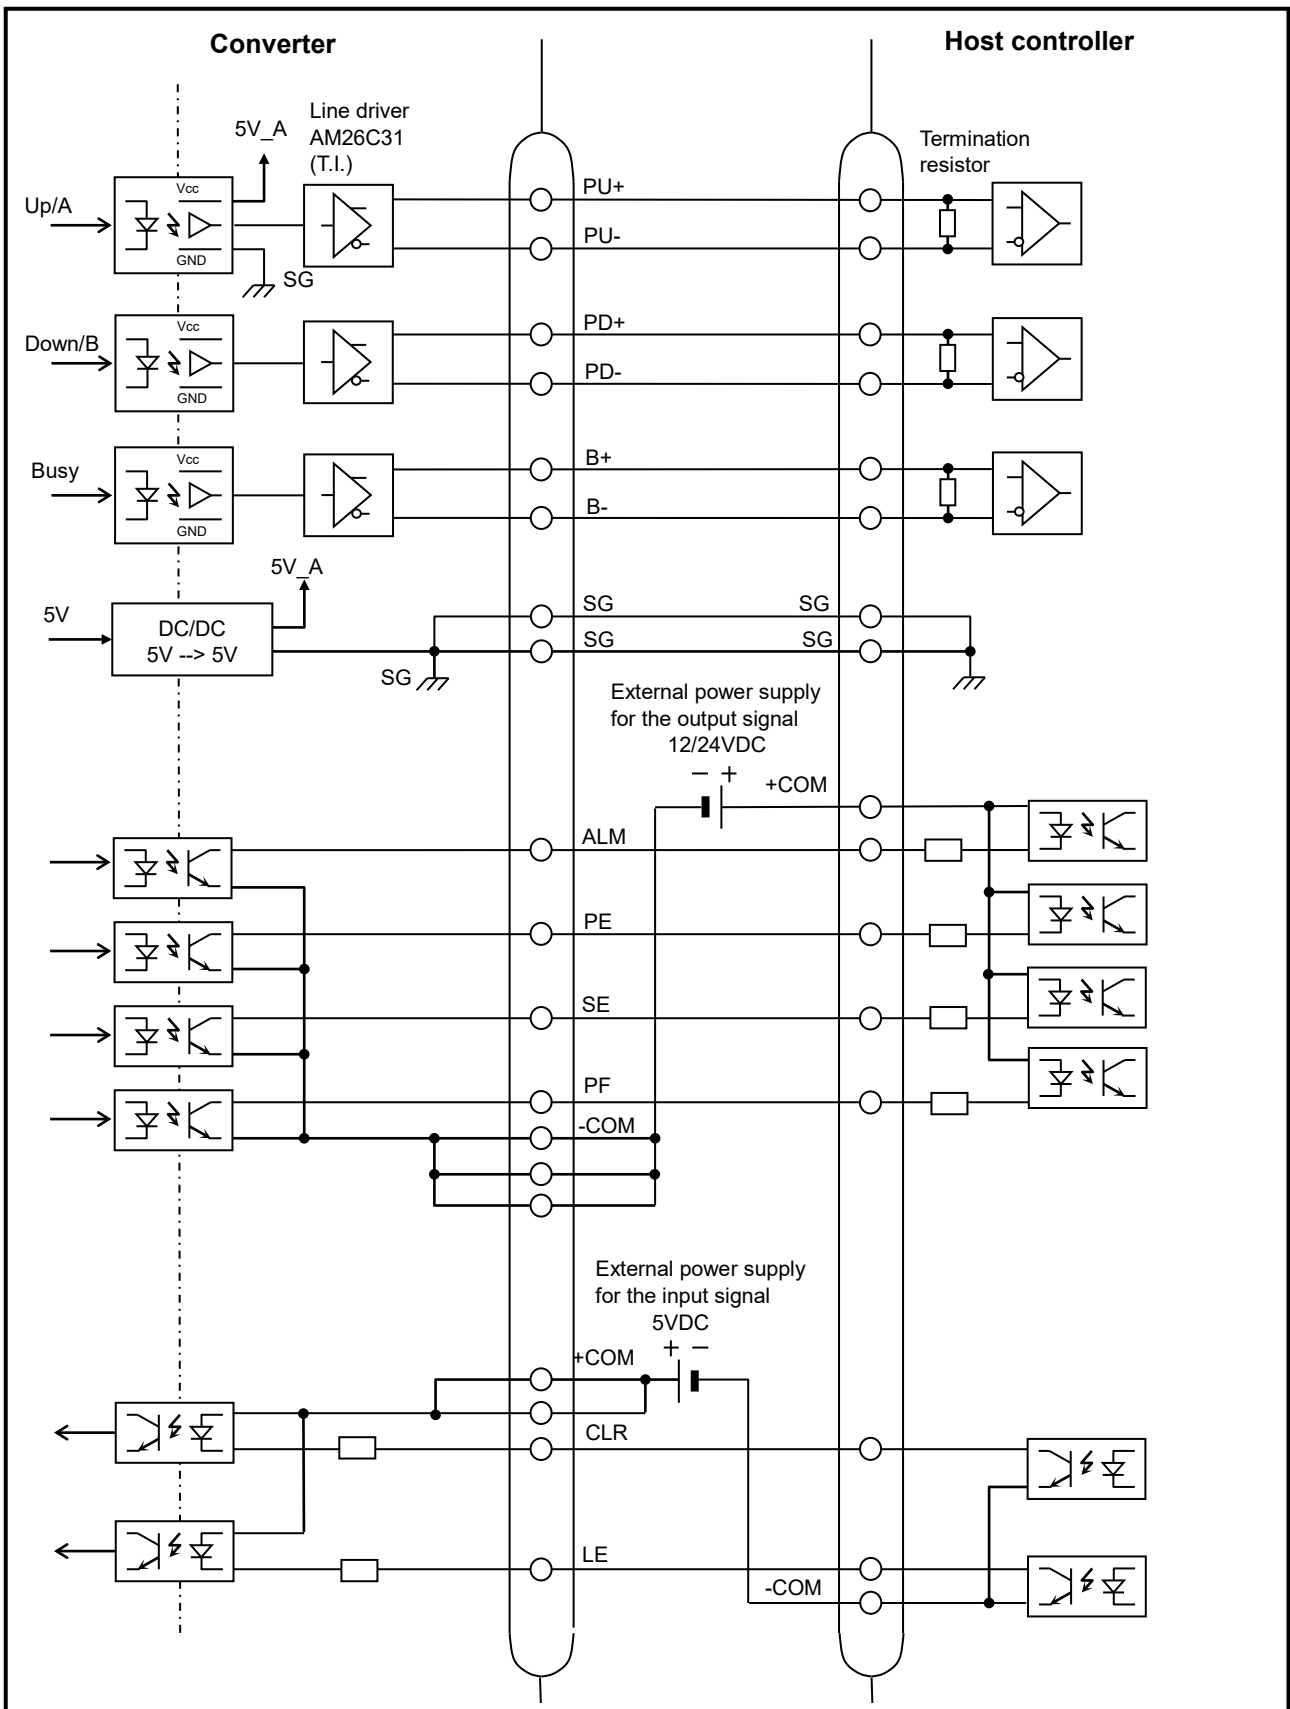 Converter
Host controller
Line driver
AM26C31
(T.I.)
5V_A
Termination
resistor
Vcc
Up/A
PU+
PU-
GND
SG
Vcc
Down/B
PD+
PD-
GND
Vcc
Busy
B+
B-
GND
5V_A
5V
DC/DC
5V --> 5V
SG
SG
SG
SG
SG
External power supply
for the output signal
12/24VDC
− +
+COM
ALM
PE
SE
PF
-COM
External power supply
for the input signal
5VDC
+ −
+COM
CLR
LE
-COM